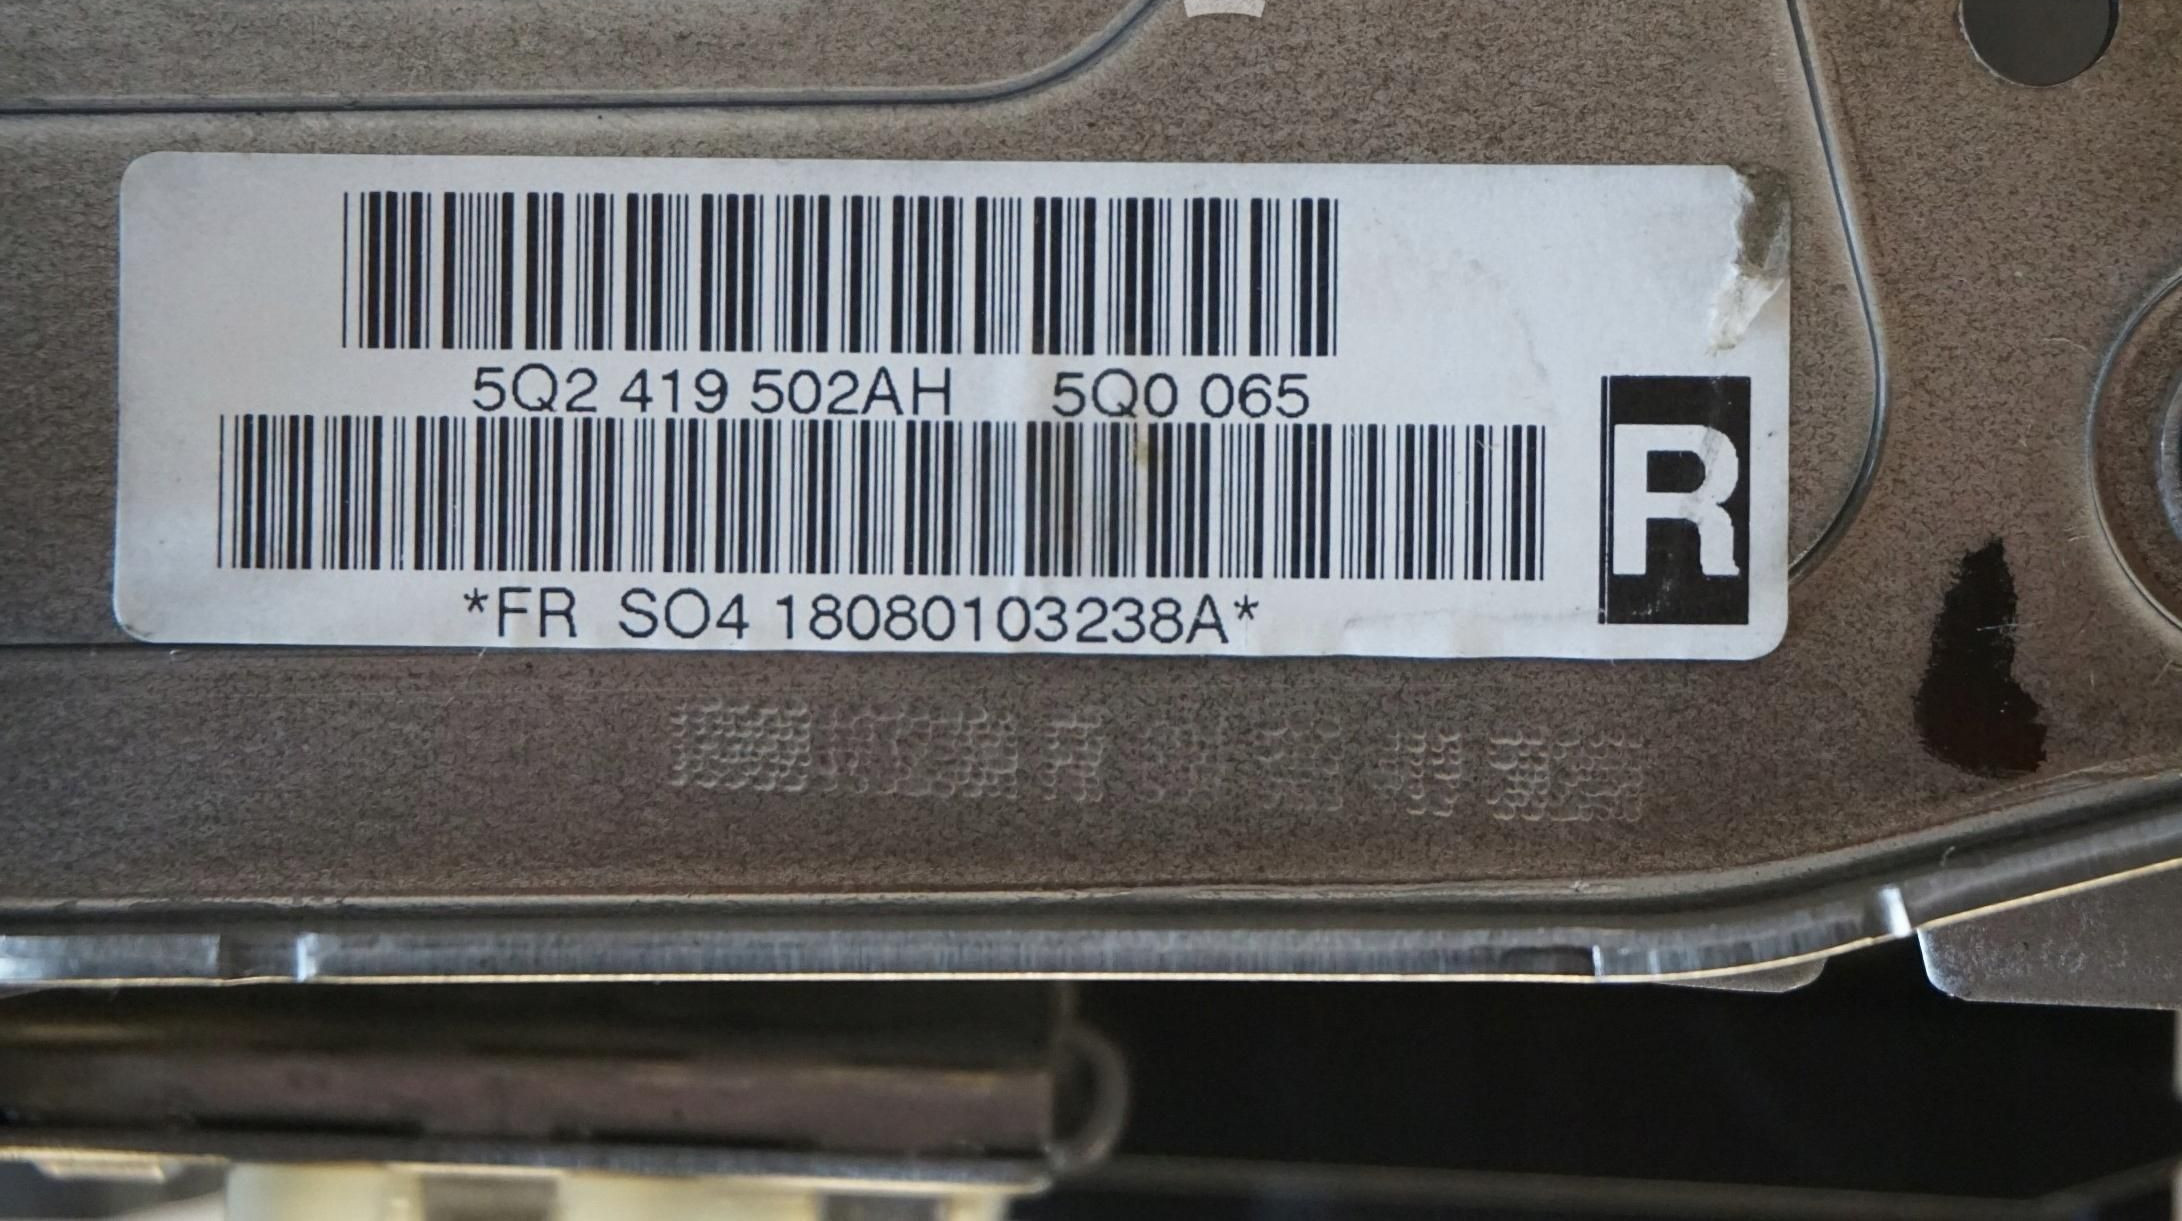 5Q2 419 502AH 5Q0 065
R
*FR SO4 18080103238A*